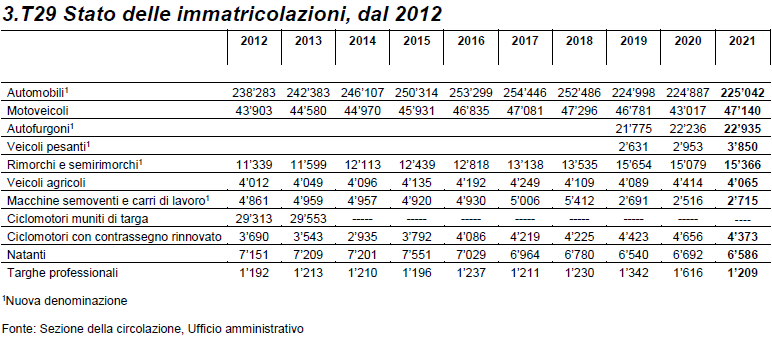 3.T29 Stato delle immatricolazioni, dal 2012
2012 2013 2014 2015 2016 2017 2018 2019 2020 2021
Automobili¹ 238'283 242'383 246'107 250'314 253'299 254'446 252'486 224'998 224'887 225'042
Motoveicoli 43'903 44'580 44'970 45'931 46'835 47'081 47'296 46'781 43'017 47'140
Autofurgoni¹ 21'775 22'236 22'935
Veicoli pesanti¹ 2'631 2'953 3'850
Rimorchi e semirimorchi¹ 11'339 11'599 12'113 12'439 12'818 13'138 13'535 15'654 15'079 15'366
Veicoli agricoli 4'012 4'049 4'096 4'135 4'192 4'249 4'109 4'089 4'414 4'065
Macchine semoventi e carri di lavoro¹ 4'861 4'959 4'957 4'920 4'930 5'006 5'412 2'691 2'516 2'715
Ciclomotori muniti di targa 29'313 29'553 ----- ----- ----- ----- ----- ----- ----- ----
Ciclomotori con contrassegno rinnovato 3'690 3'543 2'935 3'792 4'086 4'219 4'225 4'423 4'656 4'373
Natanti 7'151 7'209 7'201 7'551 7'029 6'964 6'780 6'540 6'692 6'586
Targhe professionali 1'192 1'213 1'210 1'196 1'237 1'211 1'230 1'342 1'616 1'209
¹Nuova denominazione
Fonte: Sezione della circolazione, Ufficio amministrativo